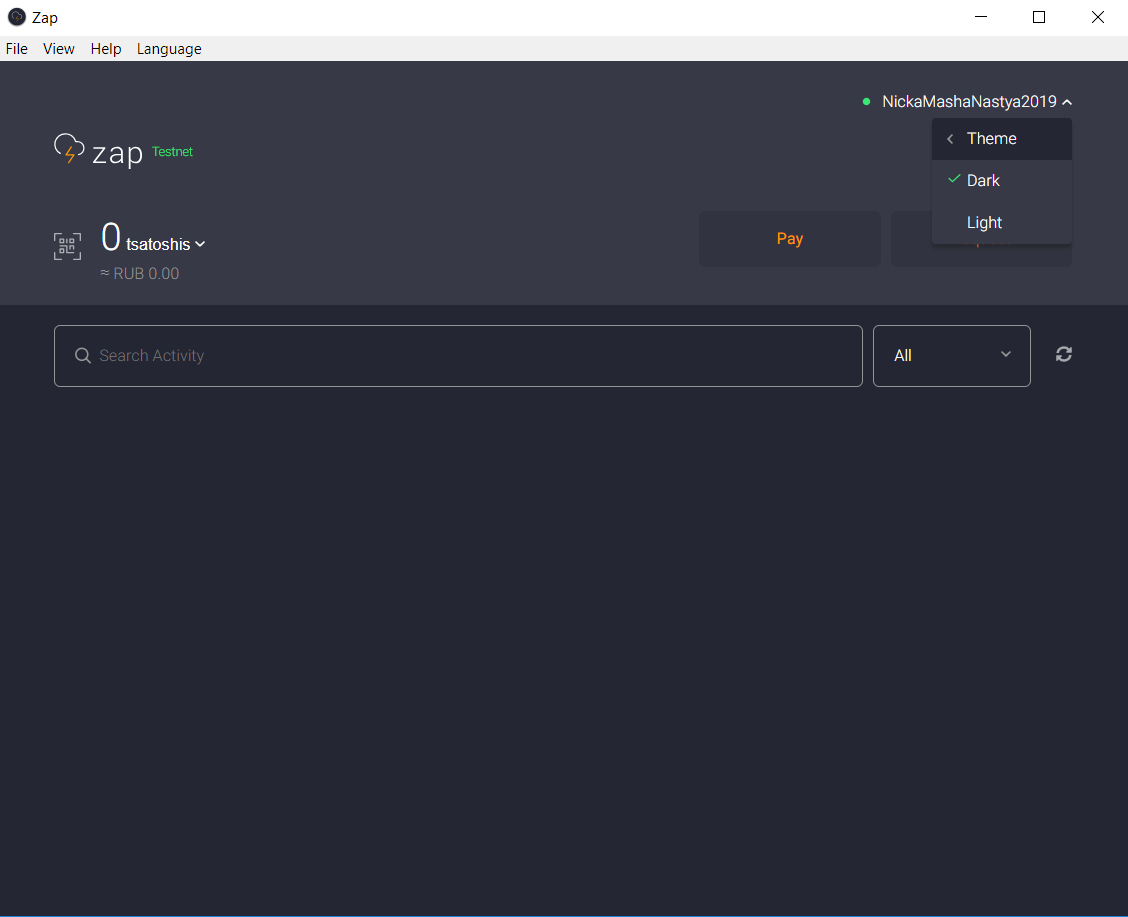 Zap
File View Help Language
NickaMashaNastya2019
zap Testnet
Theme
Dark
Light
0 tsatoshis
≈ RUB 0.00
Pay
Search Activity
All